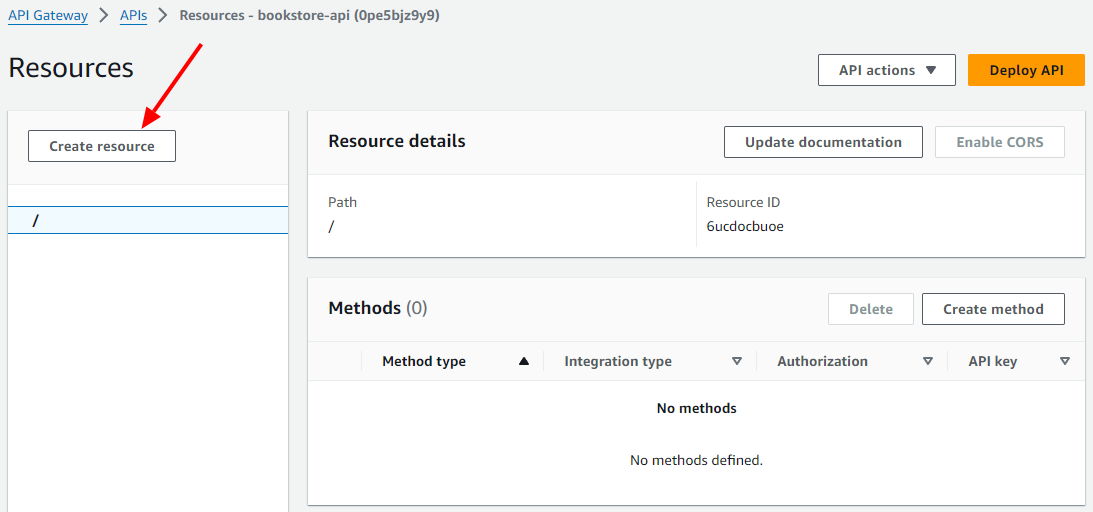 API Gateway > APIs > Resources - bookstore-api (0pe5bjz9y9)
Resources
API actions
Deploy API
Create resource
/
Resource details
Update documentation
Enable CORS
Path
/
Resource ID
6ucdocbuoe
Methods (0)
Delete
Create method
Method type
Integration type
Authorization
API key
No methods
No methods defined.